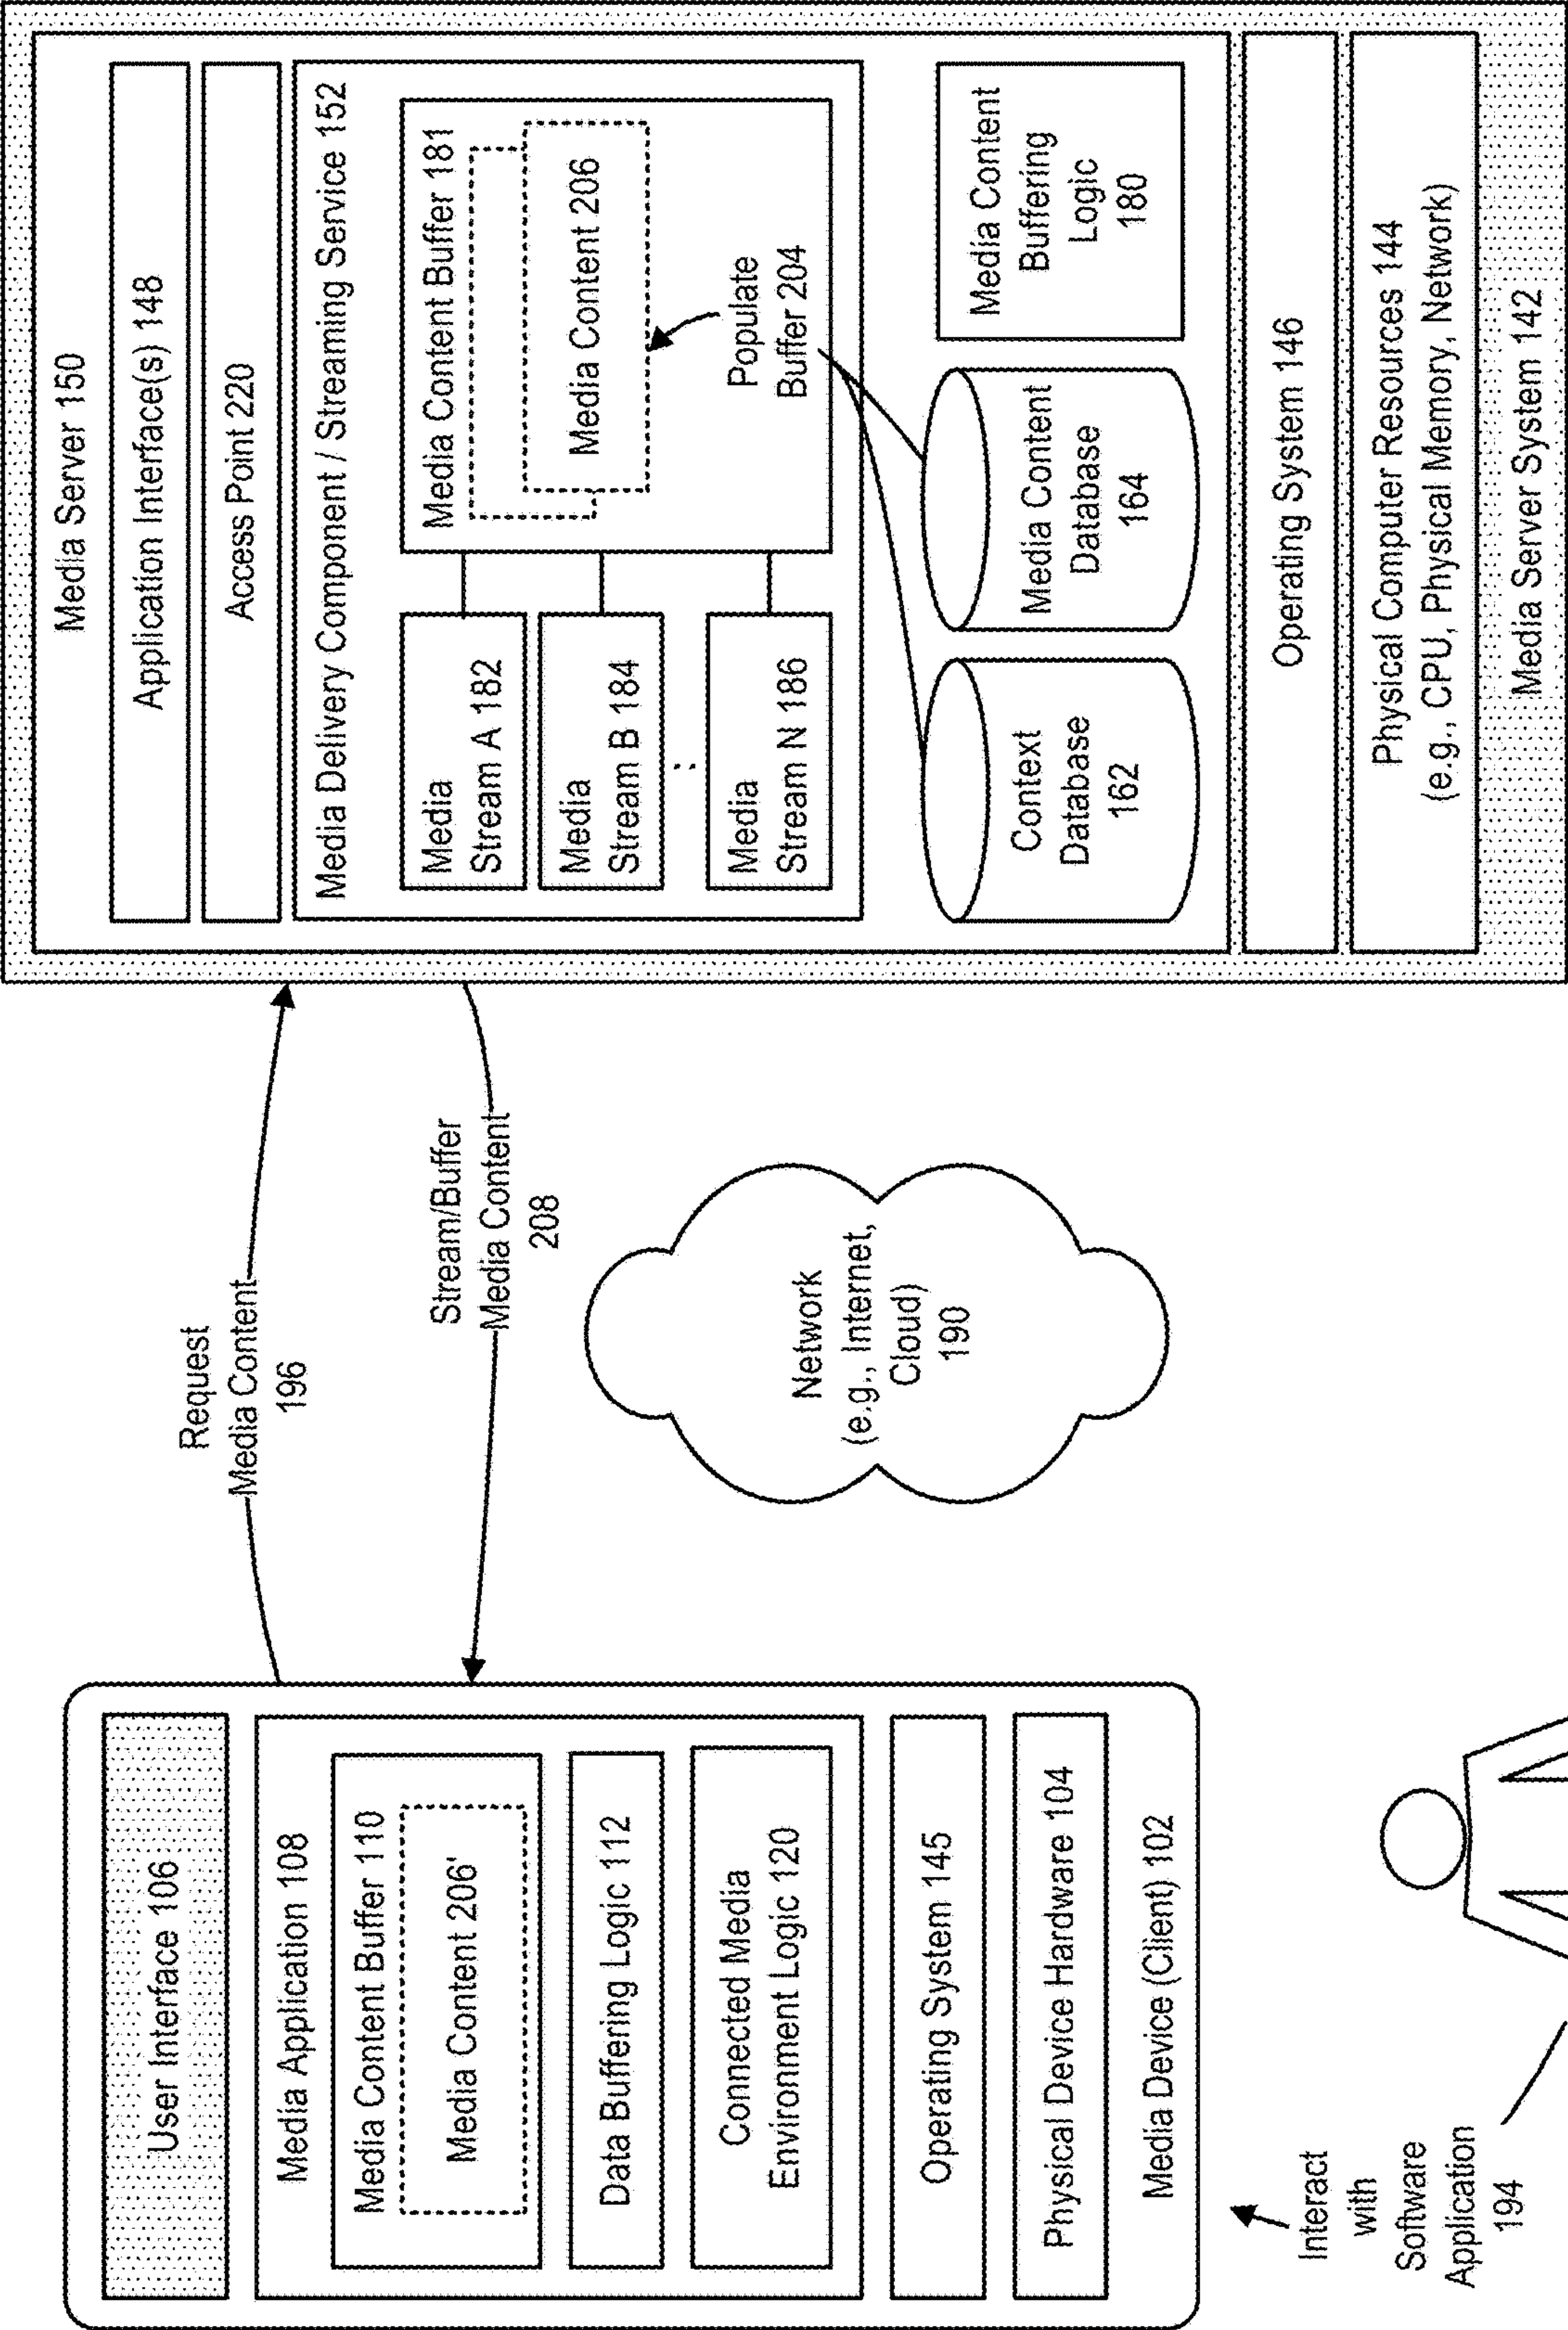 User Interface 106
Media Application 108
Media Content Buffer 110
Media Content 206'
Data Buffering Logic 112
Connected Media
Environment Logic 120
Operating System 145
Physical Device Hardware 104
Media Device (Client) 102
Interact
with
Software
Application
194
Request
Media Content
196
Stream/Buffer
Media Content
208
Network
(e.g., Internet,
Cloud)
190
Media Server 150
Application Interface(s) 148
Access Point 220
Media Delivery Component / Streaming Service 152
Media
Stream A 182
Media
Stream B 184
:
Media
Stream N 186
Media Content Buffer 181
Media Content 206
Populate
Buffer 204
Context
Database
162
Media Content
Database
164
Media Content
Buffering
Logic
180
Operating System 146
Physical Computer Resources 144
(e.g., CPU, Physical Memory, Network)
Media Server System 142